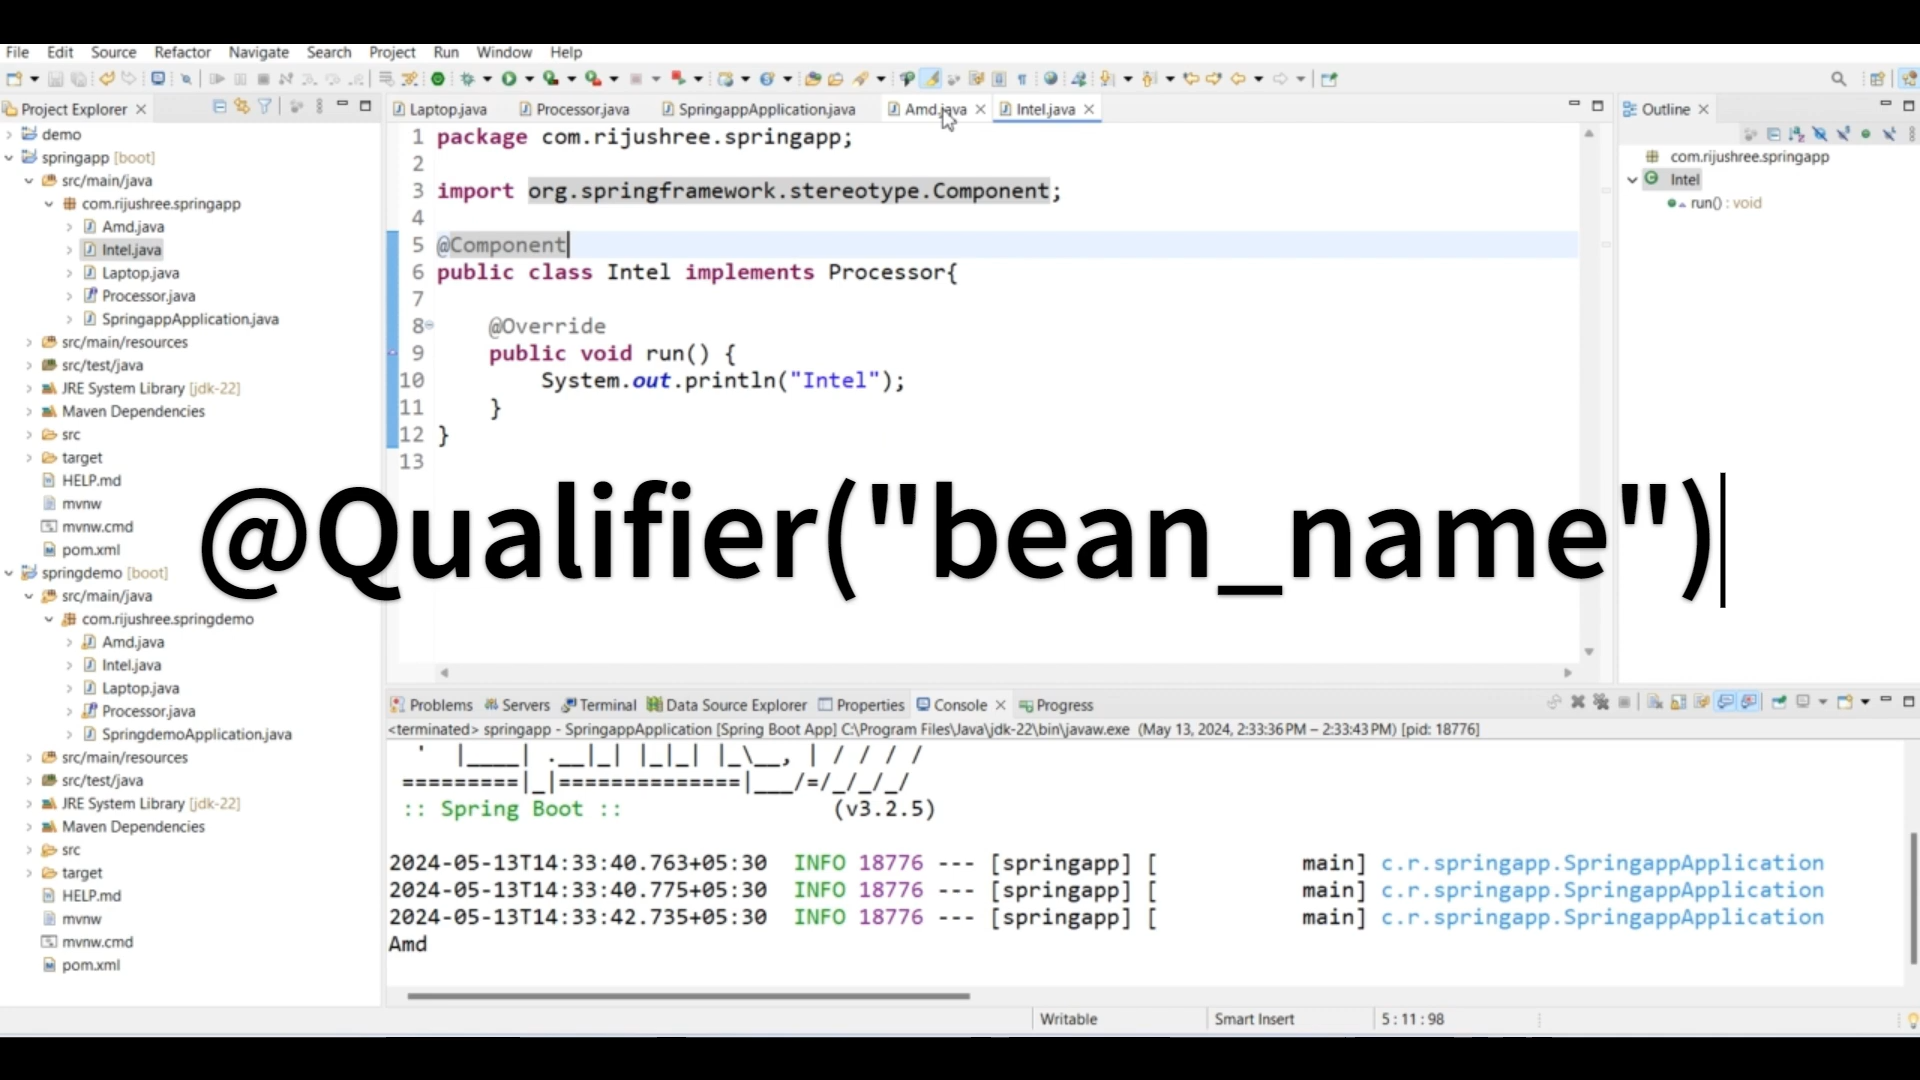 File Edit Source Refactor Navigate Search Project Run Window Help
Project Explorer
demo
springapp [boot]
src/main/java
com.rijushree.springapp
Amd.java
Intel.java
Laptop.java
Processor.java
SpringappApplication.java
src/main/resources
src/test/java
JRE System Library [jdk-22]
Maven Dependencies
src
target
HELP.md
mvnw
mvnw.cmd
pom.xml
springdemo [boot]
src/main/java
com.rijushree.springdemo
Amd.java
Intel.java
Laptop.java
Processor.java
SpringdemoApplication.java
src/main/resources
src/test/java
JRE System Library [jdk-22]
Maven Dependencies
src
target
HELP.md
mvnw
mvnw.cmd
pom.xml
Laptop.java Processor.java SpringappApplication.java Amd.java Intel.java
1 package com.rijushree.springapp;
2
3 import org.springframework.stereotype.Component;
4
5 @Component
6 public class Intel implements Processor{
7
8 @Override
9 public void run() {
10 System.out.println("Intel");
11 }
12 }
13
@Qualifier("bean_name")
Outline
com.rijushree.springapp
Intel
run() : void
Problems Servers Terminal Data Source Explorer Properties Console Progress
<terminated> springapp - SpringappApplication [Spring Boot App] C:\Program Files\Java\jdk-22\bin\javaw.exe (May 13, 2024, 2:33:36 PM – 2:33:43 PM) [pid: 18776]
' |____| .__|_| |_|_| |_\__, | / / / /
=========|_|==============|___/=/_/_/_/
:: Spring Boot :: (v3.2.5)
2024-05-13T14:33:40.763+05:30 INFO 18776 --- [springapp] [ main] c.r.springapp.SpringappApplication
2024-05-13T14:33:40.775+05:30 INFO 18776 --- [springapp] [ main] c.r.springapp.SpringappApplication
2024-05-13T14:33:42.735+05:30 INFO 18776 --- [springapp] [ main] c.r.springapp.SpringappApplication
Amd
Writable Smart Insert 5 : 11 : 98